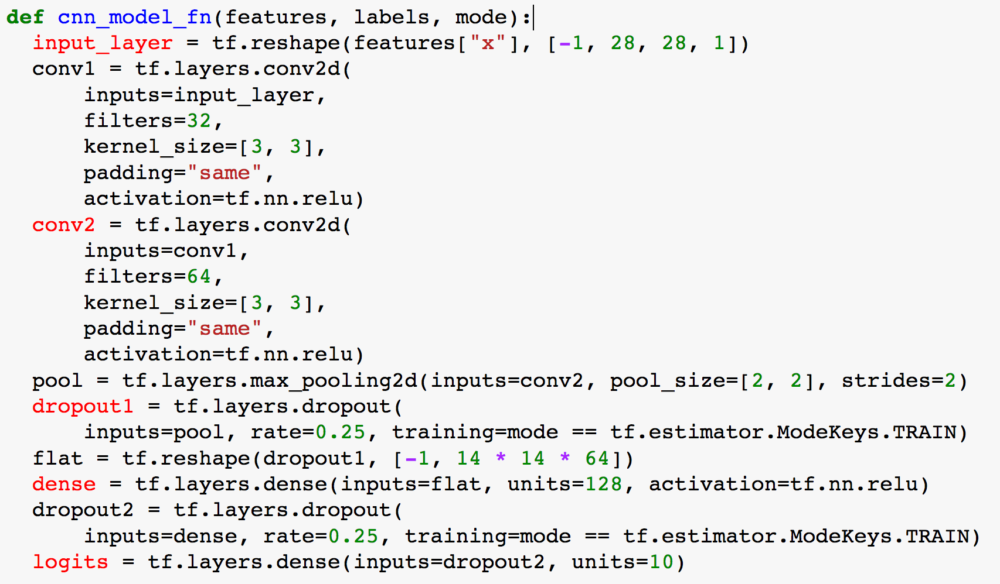 def cnn_model_fn(features, labels, mode):
  input_layer = tf.reshape(features["x"], [-1, 28, 28, 1])
  conv1 = tf.layers.conv2d(
      inputs=input_layer,
      filters=32,
      kernel_size=[3, 3],
      padding="same",
      activation=tf.nn.relu)
  conv2 = tf.layers.conv2d(
      inputs=conv1,
      filters=64,
      kernel_size=[3, 3],
      padding="same",
      activation=tf.nn.relu)
  pool = tf.layers.max_pooling2d(inputs=conv2, pool_size=[2, 2], strides=2)
  dropout1 = tf.layers.dropout(
      inputs=pool, rate=0.25, training=mode == tf.estimator.ModeKeys.TRAIN)
  flat = tf.reshape(dropout1, [-1, 14 * 14 * 64])
  dense = tf.layers.dense(inputs=flat, units=128, activation=tf.nn.relu)
  dropout2 = tf.layers.dropout(
      inputs=dense, rate=0.25, training=mode == tf.estimator.ModeKeys.TRAIN)
  logits = tf.layers.dense(inputs=dropout2, units=10)